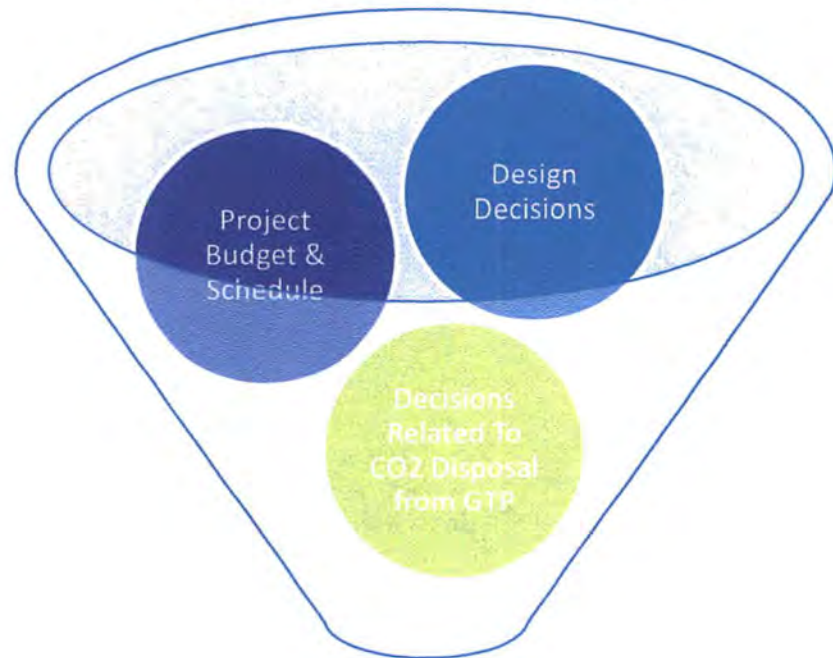 Project
Budget &
Schedule
Design
Decisions
Decisions
Related To
CO2 Disposal
from GTP